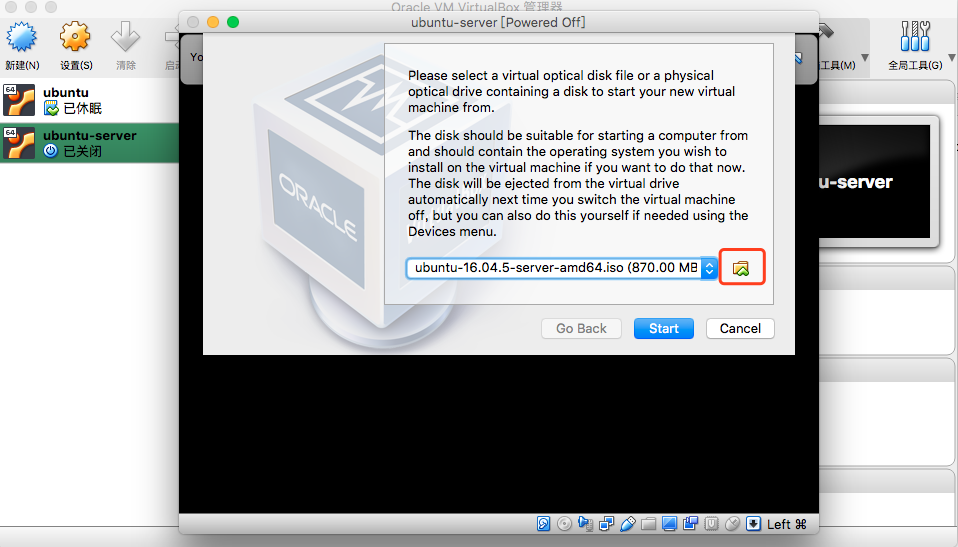 Oracle VM VirtualBox 管理器
ubuntu-server [Powered Off]
新建(N)
设置(S)
清除
启动
工具(M)
全局工具(G)
Yo
64
ubuntu
已休眠
64
ubuntu-server
已关闭
u-server
ORACLE
Please select a virtual optical disk file or a physical
optical drive containing a disk to start your new virtual
machine from.
The disk should be suitable for starting a computer from
and should contain the operating system you wish to
install on the virtual machine if you want to do that now.
The disk will be ejected from the virtual drive
automatically next time you switch the virtual machine
off, but you can also do this yourself if needed using the
Devices menu.
ubuntu-16.04.5-server-amd64.iso (870.00 MB
Go Back
Start
Cancel
Left ⌘